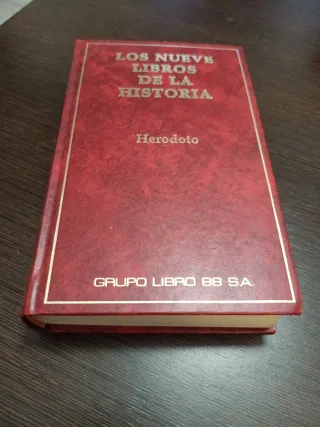 LOS NUEVE
LIBROS
DE LA
HISTORIA
Herodoto
GRUPO LIBRO 88 S.A.